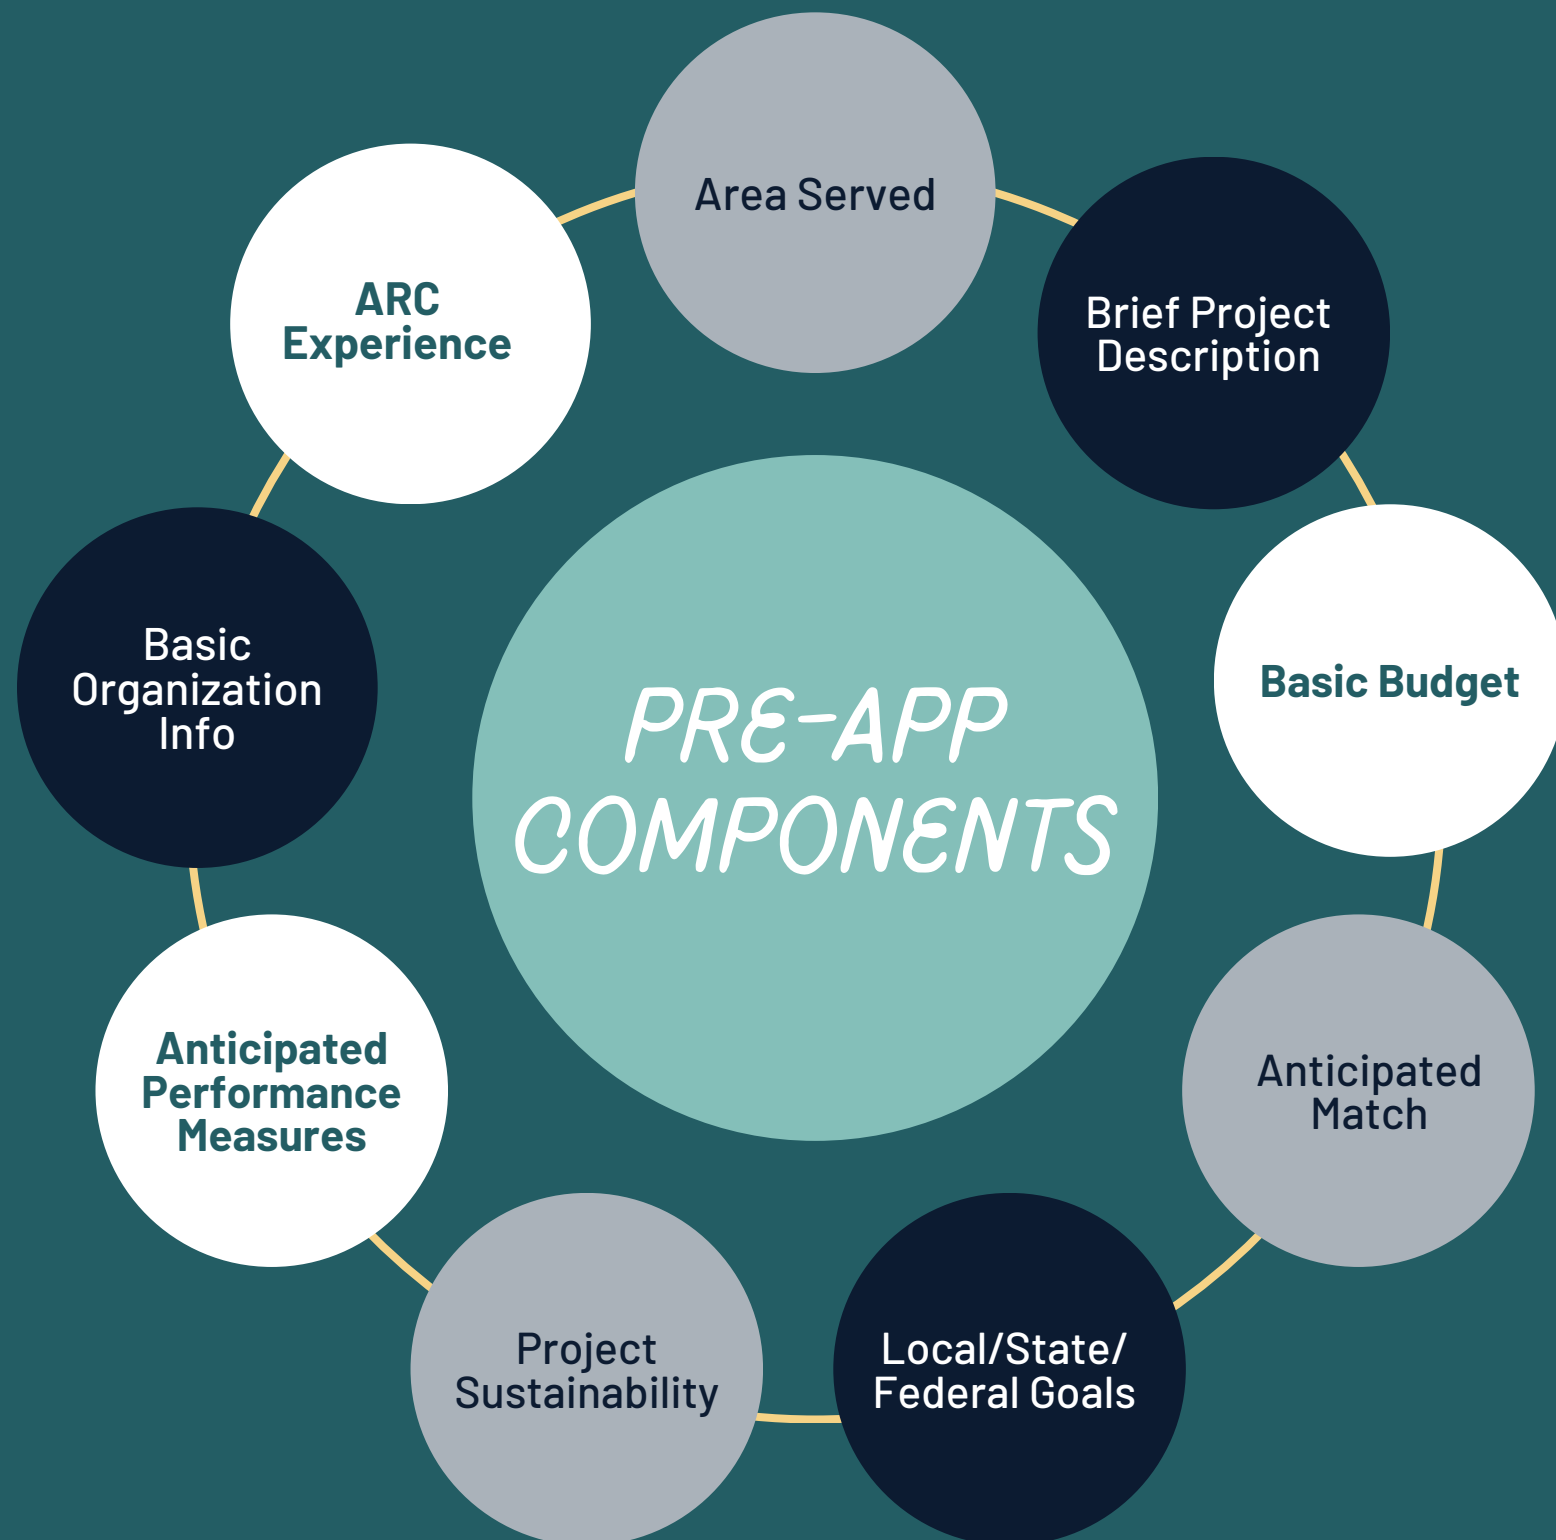 Area Served
Brief Project
Description
Basic Budget
Anticipated
Match
Local/State/
Federal Goals
Project
Sustainability
Anticipated
Performance
Measures
Basic
Organization
Info
ARC
Experience
PRE-APP
COMPONENTS